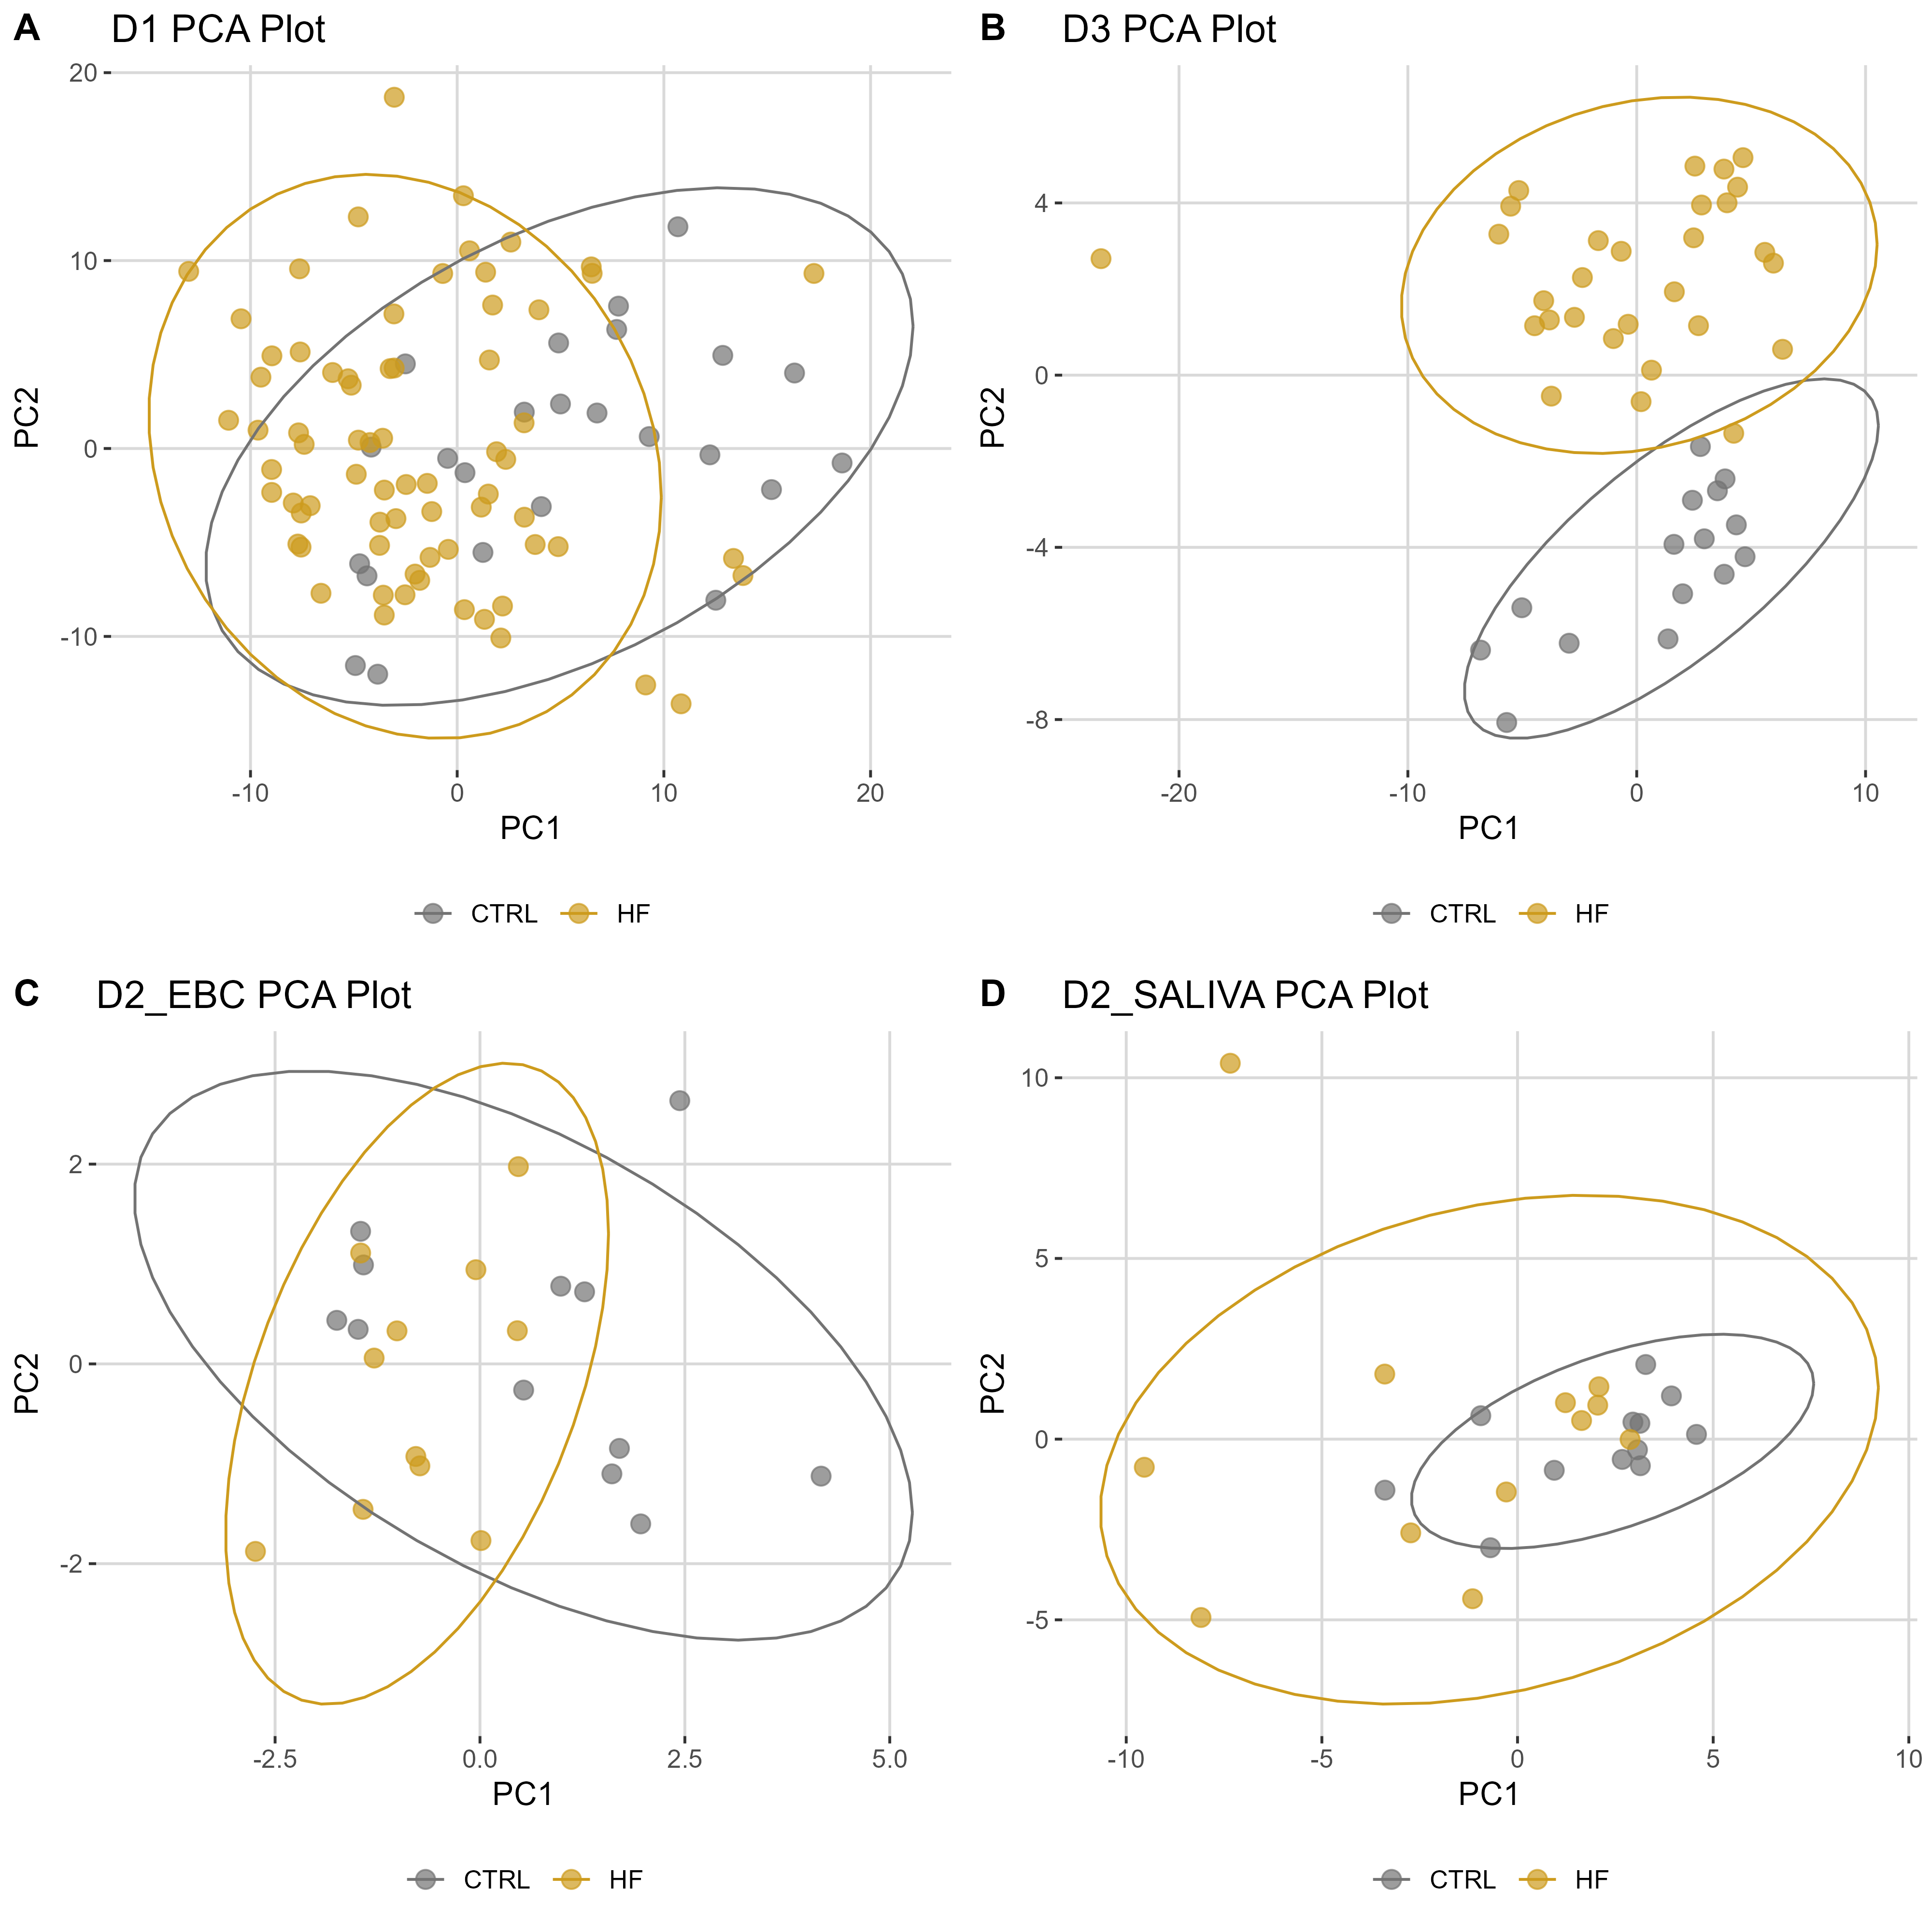 A D1 PCA Plot
20
10
0
-10
PC2
-10 0 10 20
PC1
CTRL HF
B D3 PCA Plot
4
0
-4
-8
PC2
-20 -10 0 10
PC1
CTRL HF
C D2_EBC PCA Plot
2
0
-2
PC2
-2.5 0.0 2.5 5.0
PC1
CTRL HF
D D2_SALIVA PCA Plot
10
5
0
-5
PC2
-10 -5 0 5 10
PC1
CTRL HF